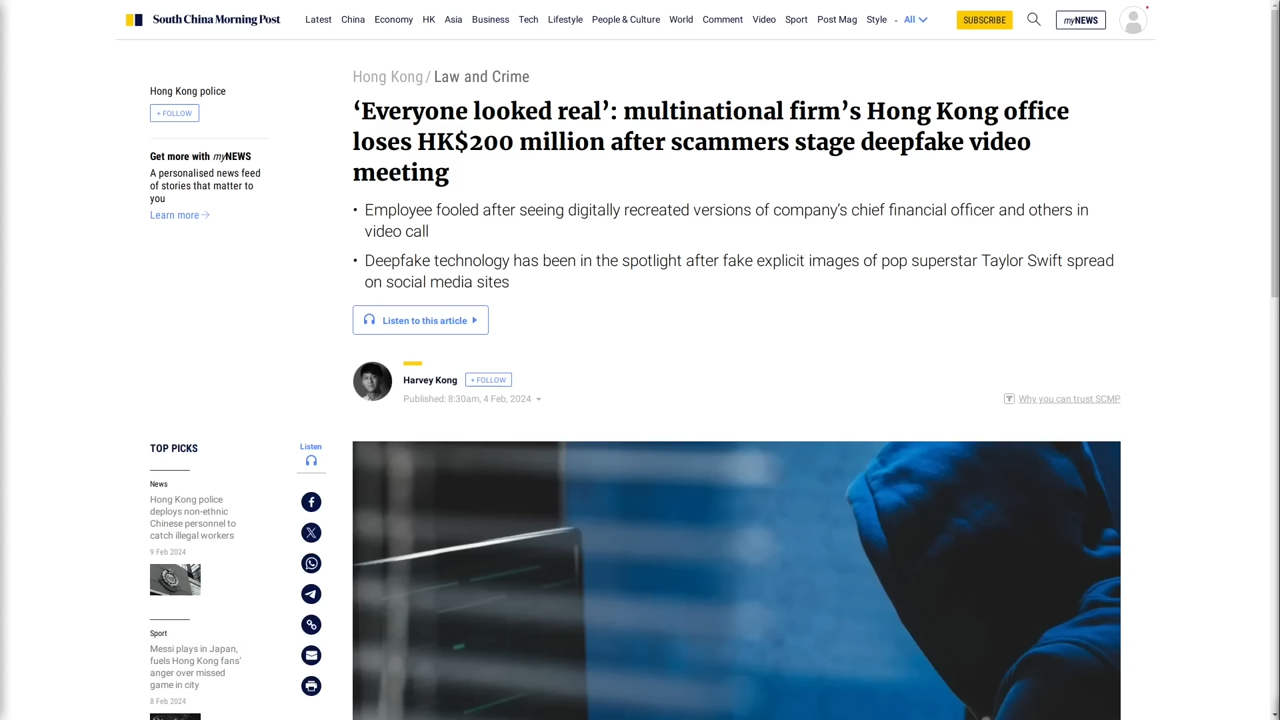 South China Morning Post
Latest China Economy HK Asia Business Tech Lifestyle People & Culture World Comment Video Sport Post Mag Style - All
SUBSCRIBE
myNEWS
Hong Kong police
+ FOLLOW
Get more with myNEWS
A personalised news feed
of stories that matter to
you
Learn more
Hong Kong / Law and Crime
‘Everyone looked real’: multinational firm’s Hong Kong office
loses HK$200 million after scammers stage deepfake video
meeting
• Employee fooled after seeing digitally recreated versions of company’s chief financial officer and others in
video call
• Deepfake technology has been in the spotlight after fake explicit images of pop superstar Taylor Swift spread
on social media sites
Listen to this article
Harvey Kong + FOLLOW
Published: 8:30am, 4 Feb, 2024
Why you can trust SCMP
TOP PICKS
News
Hong Kong police
deploys non-ethnic
Chinese personnel to
catch illegal workers
9 Feb 2024
Sport
Messi plays in Japan,
fuels Hong Kong fans’
anger over missed
game in city
8 Feb 2024
Listen